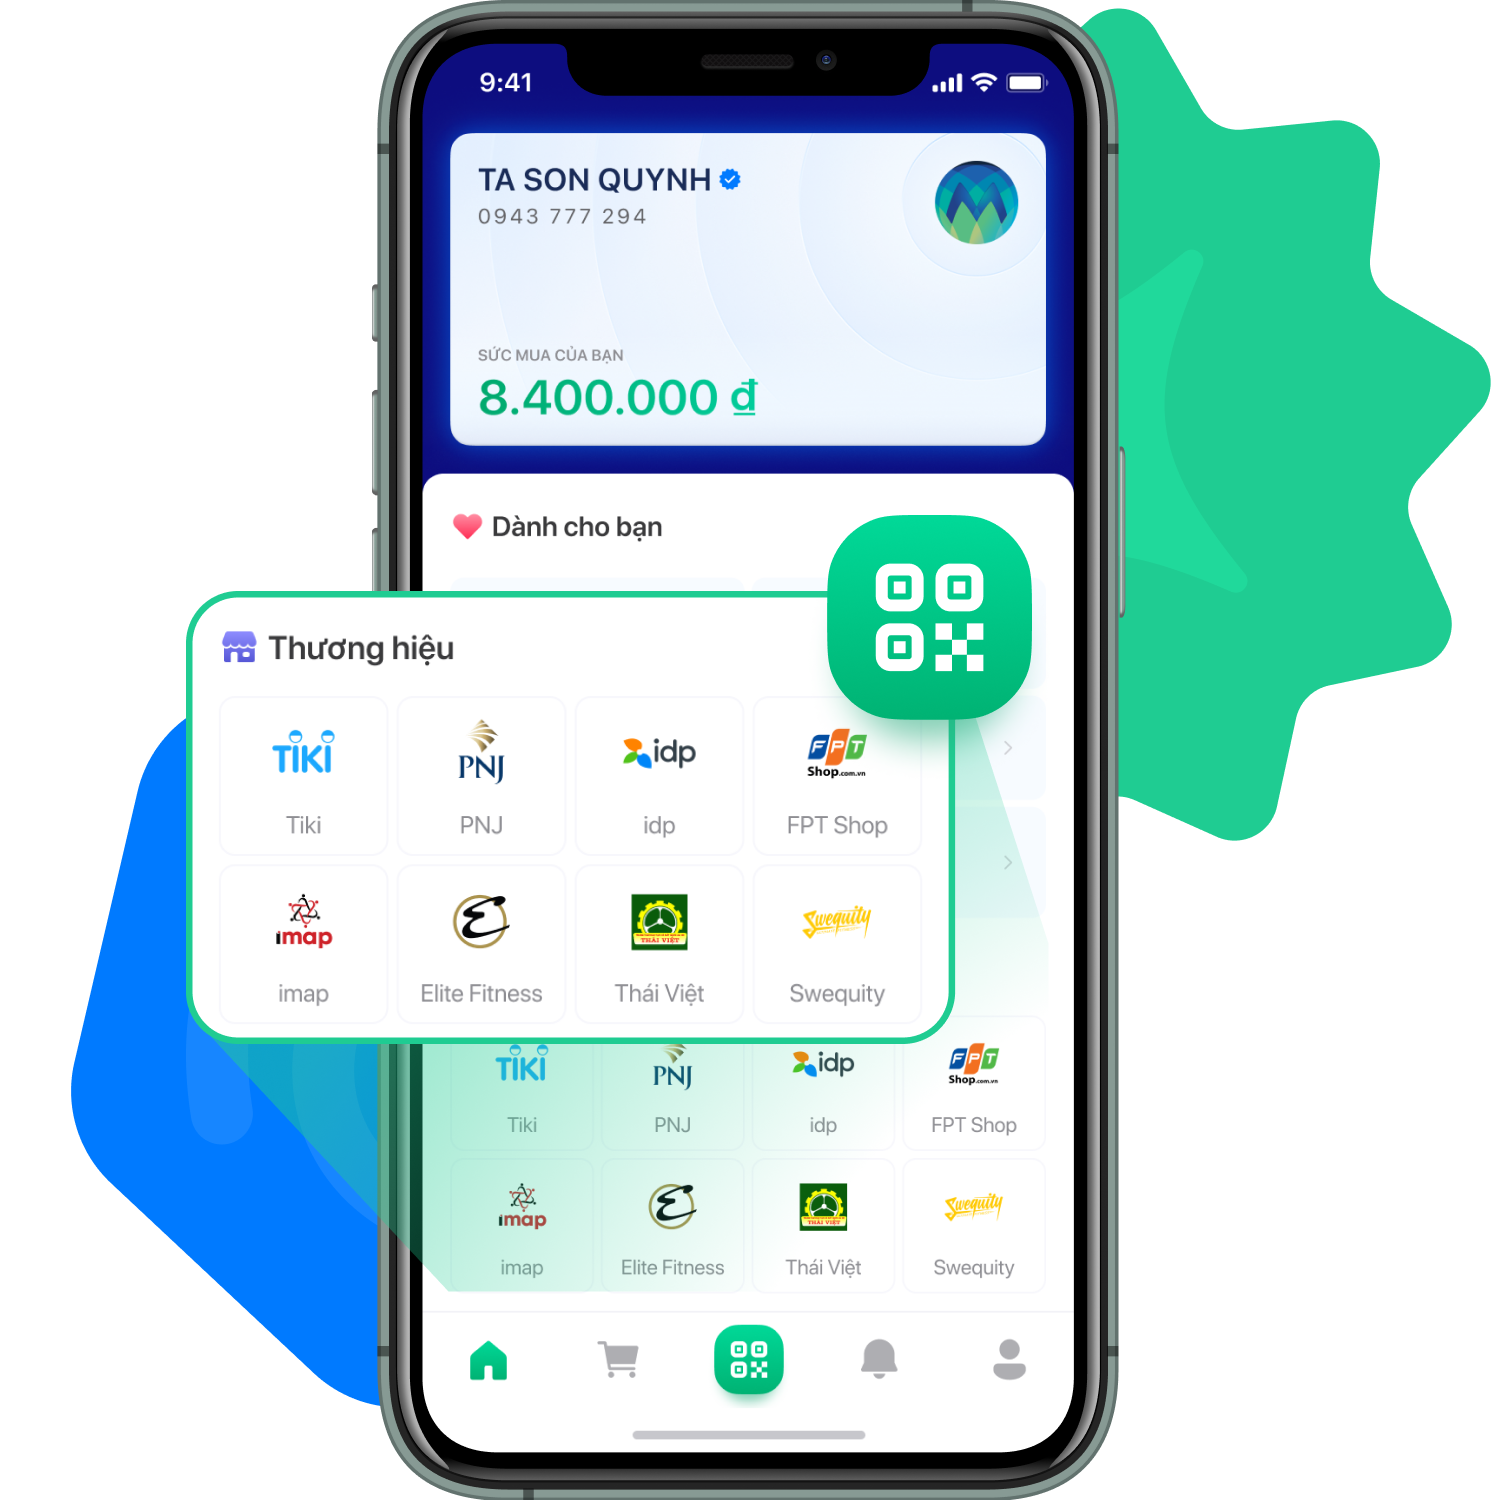 9:41
TA SON QUYNH
0943 777 294
SỨC MUA CỦA BẠN
8.400.000 ₫
Dành cho bạn
Thương hiệu
TIKI
PNJ
idp
FPT
Shop.com.vn
Tiki
PNJ
idp
FPT Shop
imap
E
THÁI VIỆT
Swequity
imap
Elite Fitness
Thái Việt
Swequity
TIKI
PNJ
idp
FPT
Shop.com.vn
Tiki
PNJ
idp
FPT Shop
imap
E
THÁI VIỆT
Swequity
imap
Elite Fitness
Thái Việt
Swequity